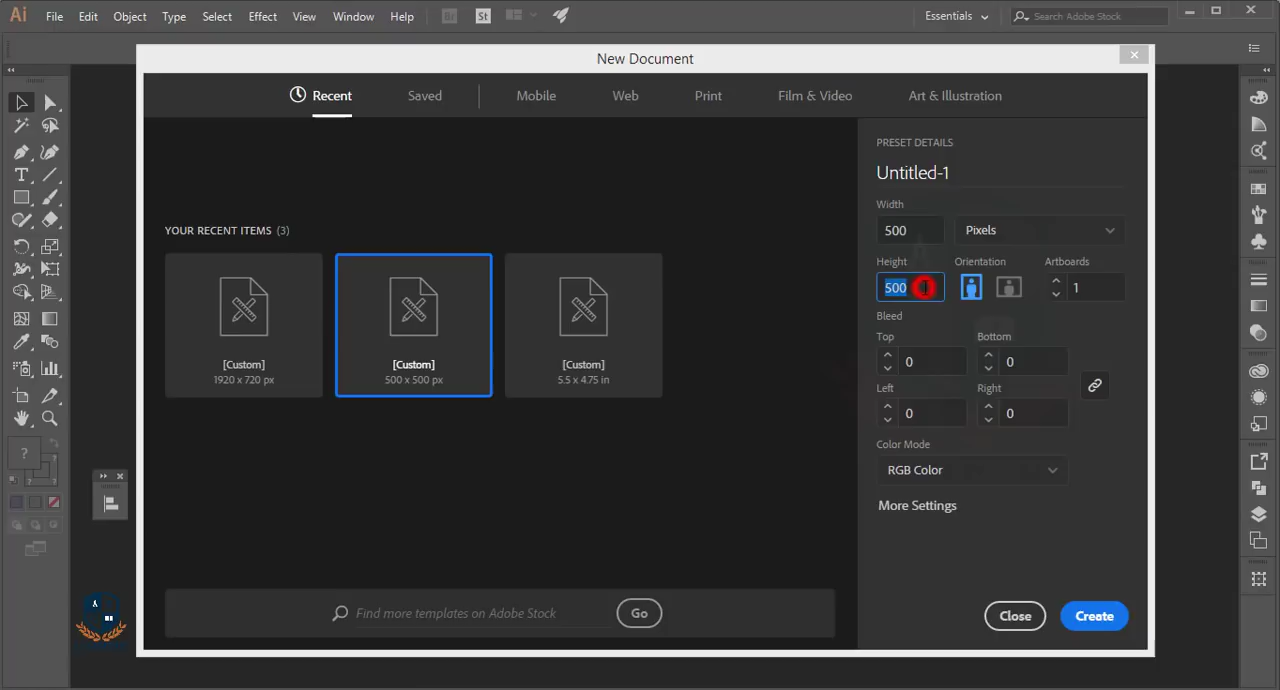 Ai File Edit Object Type Select Effect View Window Help Br St Essentials Search Adobe Stock
New Document
Recent Saved Mobile Web Print Film & Video Art & Illustration
YOUR RECENT ITEMS (3)
[Custom]
1920 x 720 px
[Custom]
500 x 500 px
[Custom]
5.5 x 4.75 in
Find more templates on Adobe Stock Go
PRESET DETAILS
Untitled-1
Width
500 Pixels
Height Orientation Artboards
500 1
Bleed
Top Bottom
0 0
Left Right
0 0
Color Mode
RGB Color
More Settings
Close Create